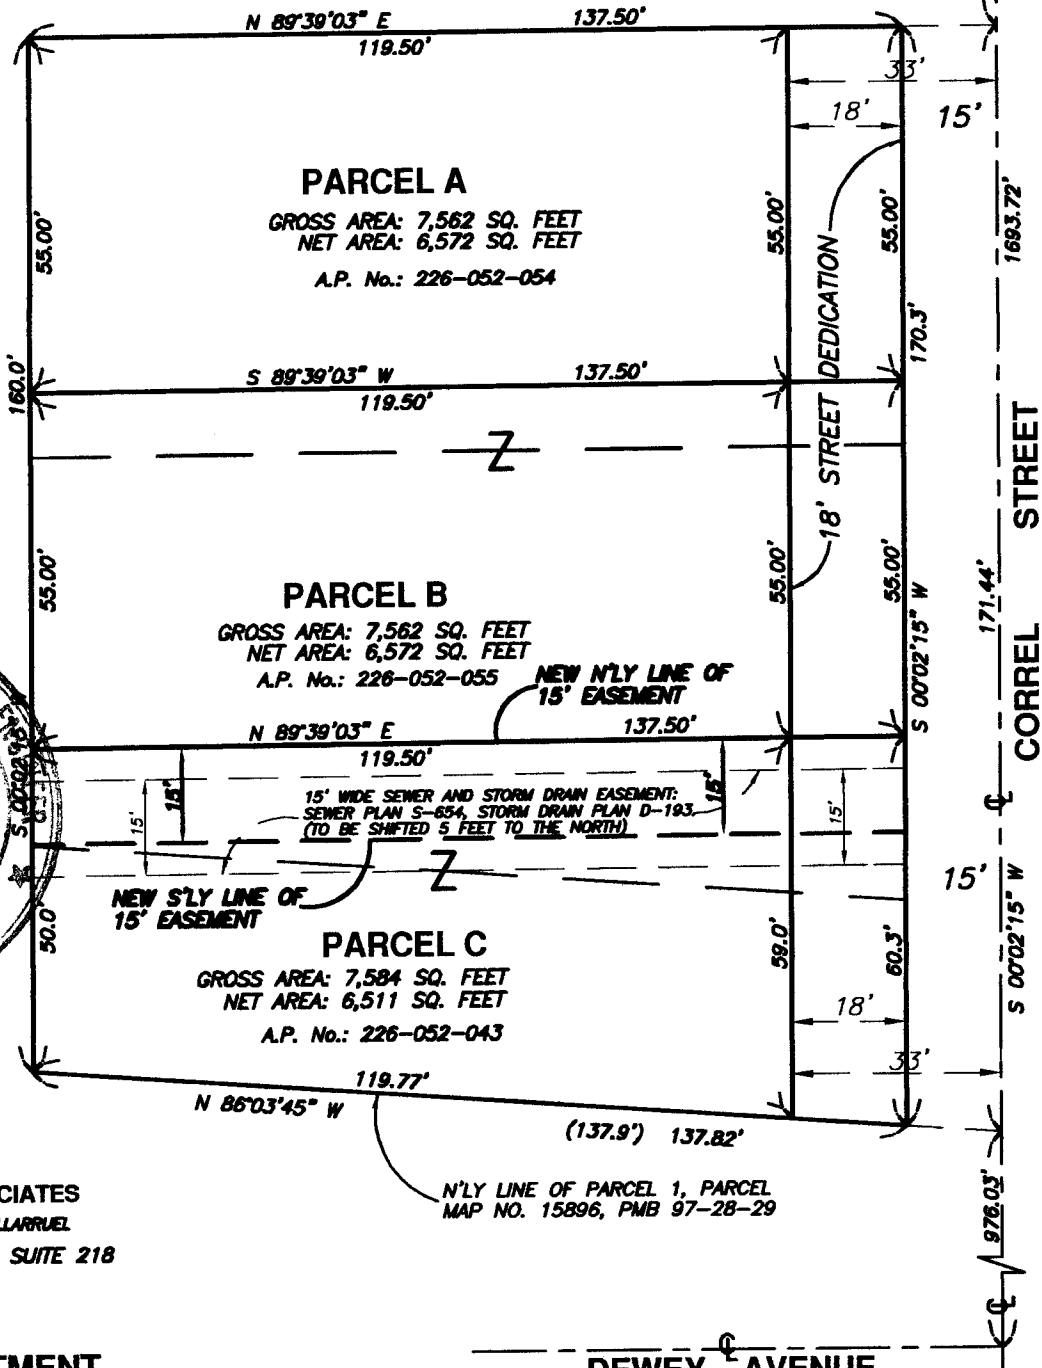 N 89°39'03" E 137.50'
119.50'
33'
18'
15'
PARCEL A
GROSS AREA: 7,562 SQ. FEET
NET AREA: 6,572 SQ. FEET
A.P. No.: 226-052-054
55.00'
55.00'
55.00'
1693.72'
18' STREET DEDICATION
170.3'
160.0'
S 89°39'03" W 137.50'
119.50'
Z
STREET
CORREL
55.00'
55.00'
55.00'
171.44'
S 00°02'15" W
PARCEL B
GROSS AREA: 7,562 SQ. FEET
NET AREA: 6,572 SQ. FEET
A.P. No.: 226-052-055
NEW N'LY LINE OF
15' EASEMENT
N 89°39'03" E 137.50'
119.50'
S 00°02'15" W
15'
15'
15'
15'
15' WIDE SEWER AND STORM DRAIN EASEMENT:
SEWER PLAN S-654, STORM DRAIN PLAN D-193
(TO BE SHIFTED 5 FEET TO THE NORTH)
Z
15'
NEW S'LY LINE OF
15' EASEMENT
50.0'
59.0'
60.3'
S 00°02'15" W
PARCEL C
GROSS AREA: 7,584 SQ. FEET
NET AREA: 6,511 SQ. FEET
A.P. No.: 226-052-043
18'
33'
119.77'
N 86°03'45" W
(137.9') 137.82'
N'LY LINE OF PARCEL 1, PARCEL
MAP NO. 15896, PMB 97-28-29
976.03'
CIATES
LLARRUEL
SUITE 218
TMENT
DEWEY AVENUE